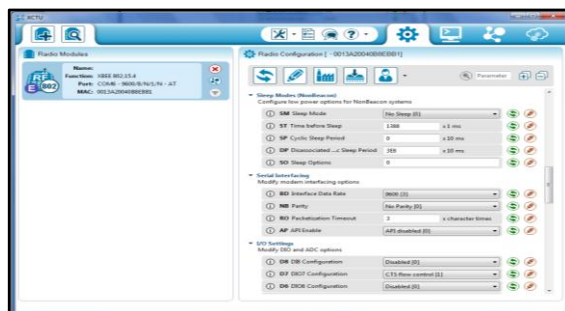 XCTU
Radio Modules
Name:
Function: XBEE 802.15.4
Port: COM6 - 9600/8/N/1/N - AT
MAC: 0013A20040B8EBB1
E 802
Radio Configuration [ - 0013A20040B8EBB1]
Parameter
Sleep Modes (NonBeacon)
Configure low power options for NonBeacon systems
SM Sleep Mode No Sleep [0]
ST Time before Sleep 1388 x 1 ms
SP Cyclic Sleep Period 0 x 10 ms
DP Disassociated ...c Sleep Period 3E8 x 10 ms
SO Sleep Options 0
Serial Interfacing
Modify modem interfacing options
BD Interface Data Rate 9600 [3]
NB Parity No Parity [0]
RO Packetization Timeout 3 x character times
AP API Enable API disabled [0]
I/O Settings
Modify DIO and ADC options
D8 DI8 Configuration Disabled [0]
D7 DIO7 Configuration CTS flow control [1]
D6 DIO6 Configuration Disabled [0]